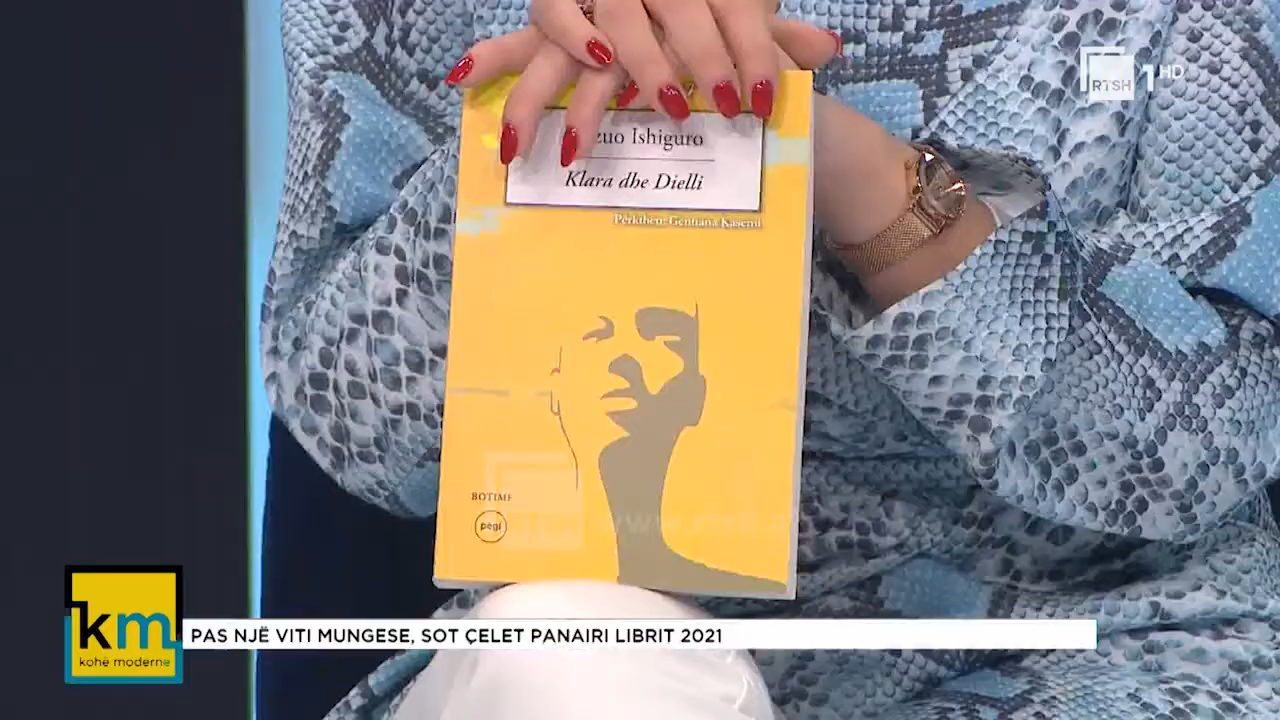 RTSH 1 HD
zuo Ishiguro
Klara dhe Dielli
Përktheu: Gentiana Kasemi
BOTIME
pegi
km
kohë moderne
PAS NJË VITI MUNGESE, SOT ÇELET PANAIRI LIBRIT 2021